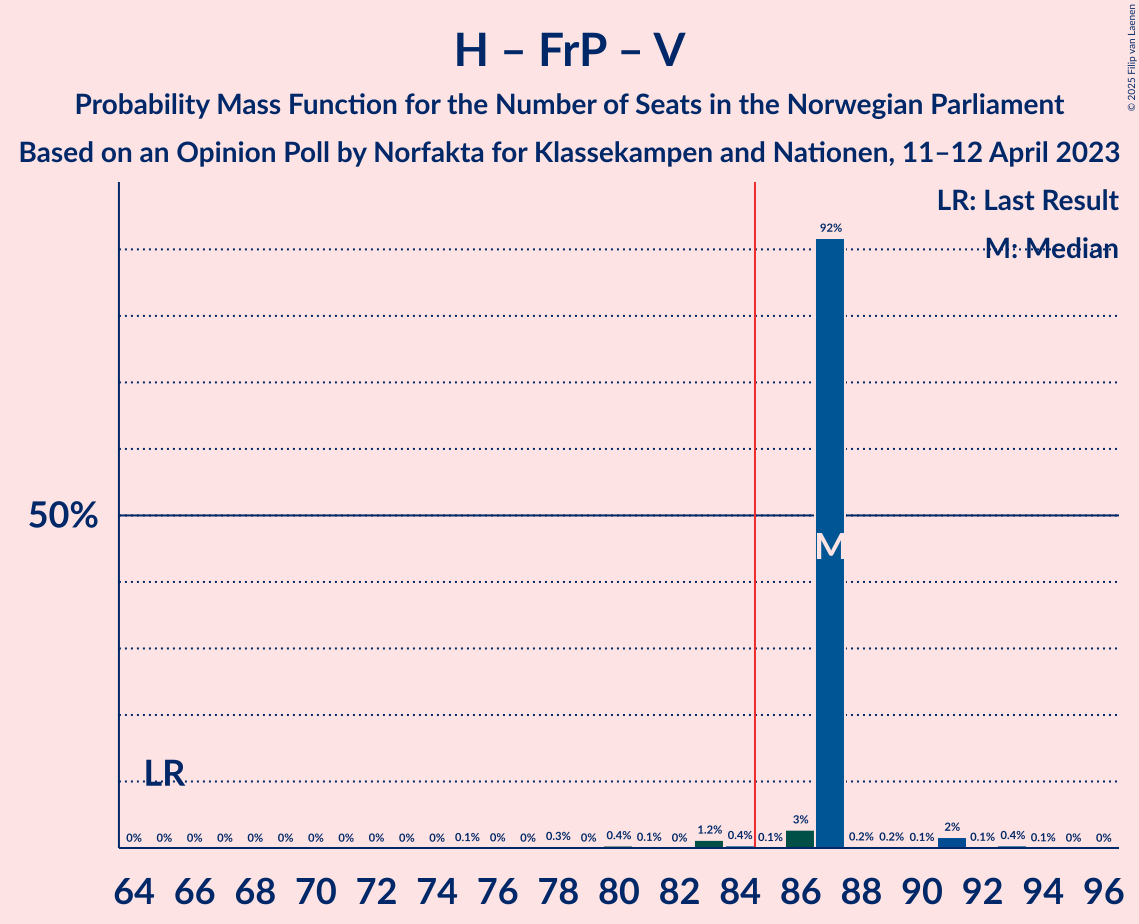 H – FrP – V
Probability Mass Function for the Number of Seats in the Norwegian Parliament
Based on an Opinion Poll by Norfakta for Klassekampen and Nationen, 11–12 April 2023
© 2025 Filip van Laenen
LR: Last Result
M: Median
92%
50%
M
LR
0% 0% 0% 0% 0% 0% 0% 0% 0% 0% 0% 0.1% 0% 0% 0.3% 0% 0.4% 0.1% 0% 1.2% 0.4% 0.1% 3% 0.2% 0.2% 0.1% 2% 0.1% 0.4% 0.1% 0% 0%
64 66 68 70 72 74 76 78 80 82 84 86 88 90 92 94 96